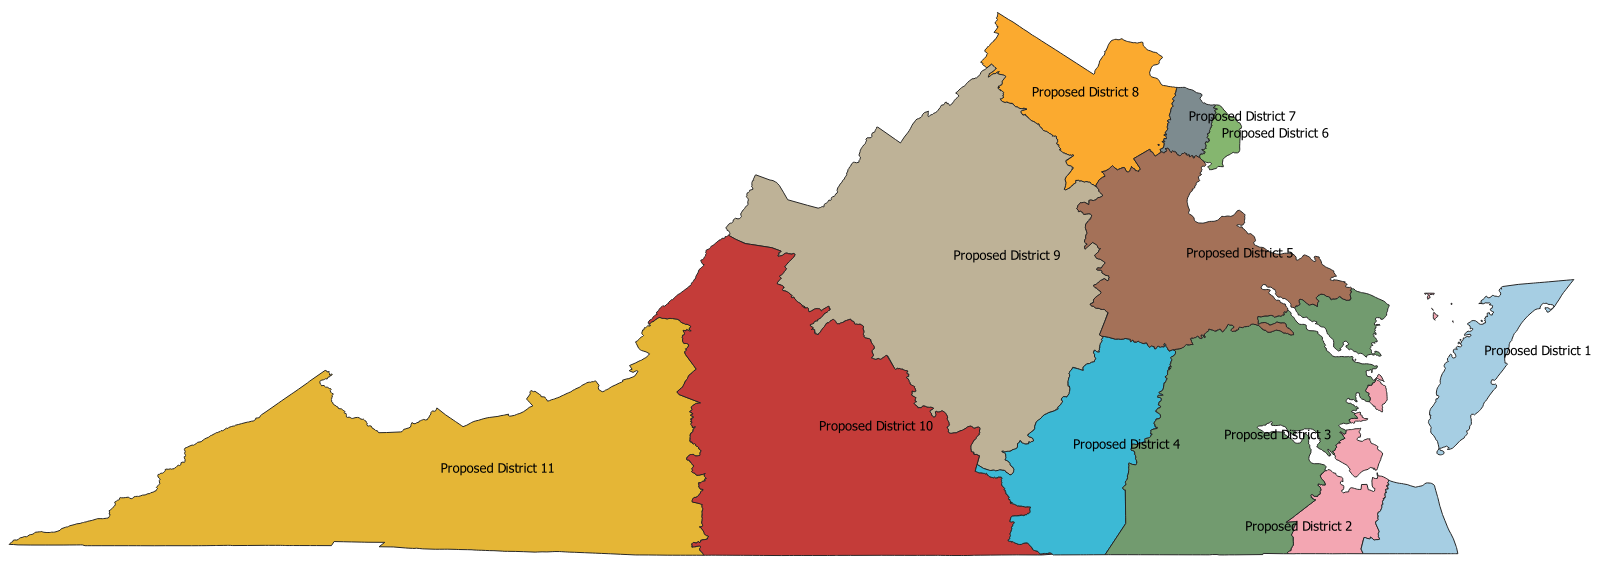 Proposed District 8
Proposed District 7
Proposed District 6
Proposed District 5
Proposed District 9
Proposed District 1
Proposed District 10
Proposed District 3
Proposed District 4
Proposed District 11
Proposed District 2